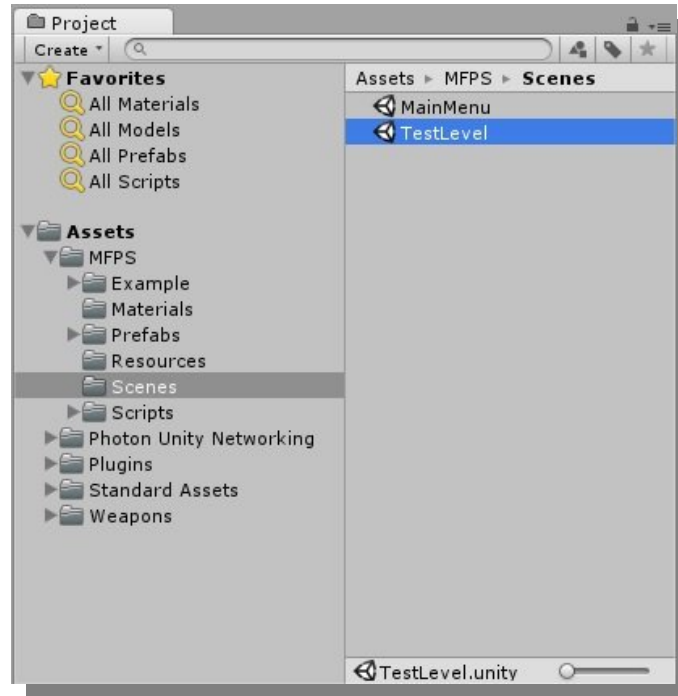 Project
Create
Favorites
All Materials
All Models
All Prefabs
All Scripts
Assets
MFPS
Example
Materials
Prefabs
Resources
Scenes
Scripts
Photon Unity Networking
Plugins
Standard Assets
Weapons
Assets ▸ MFPS ▸ Scenes
MainMenu
TestLevel
TestLevel.unity